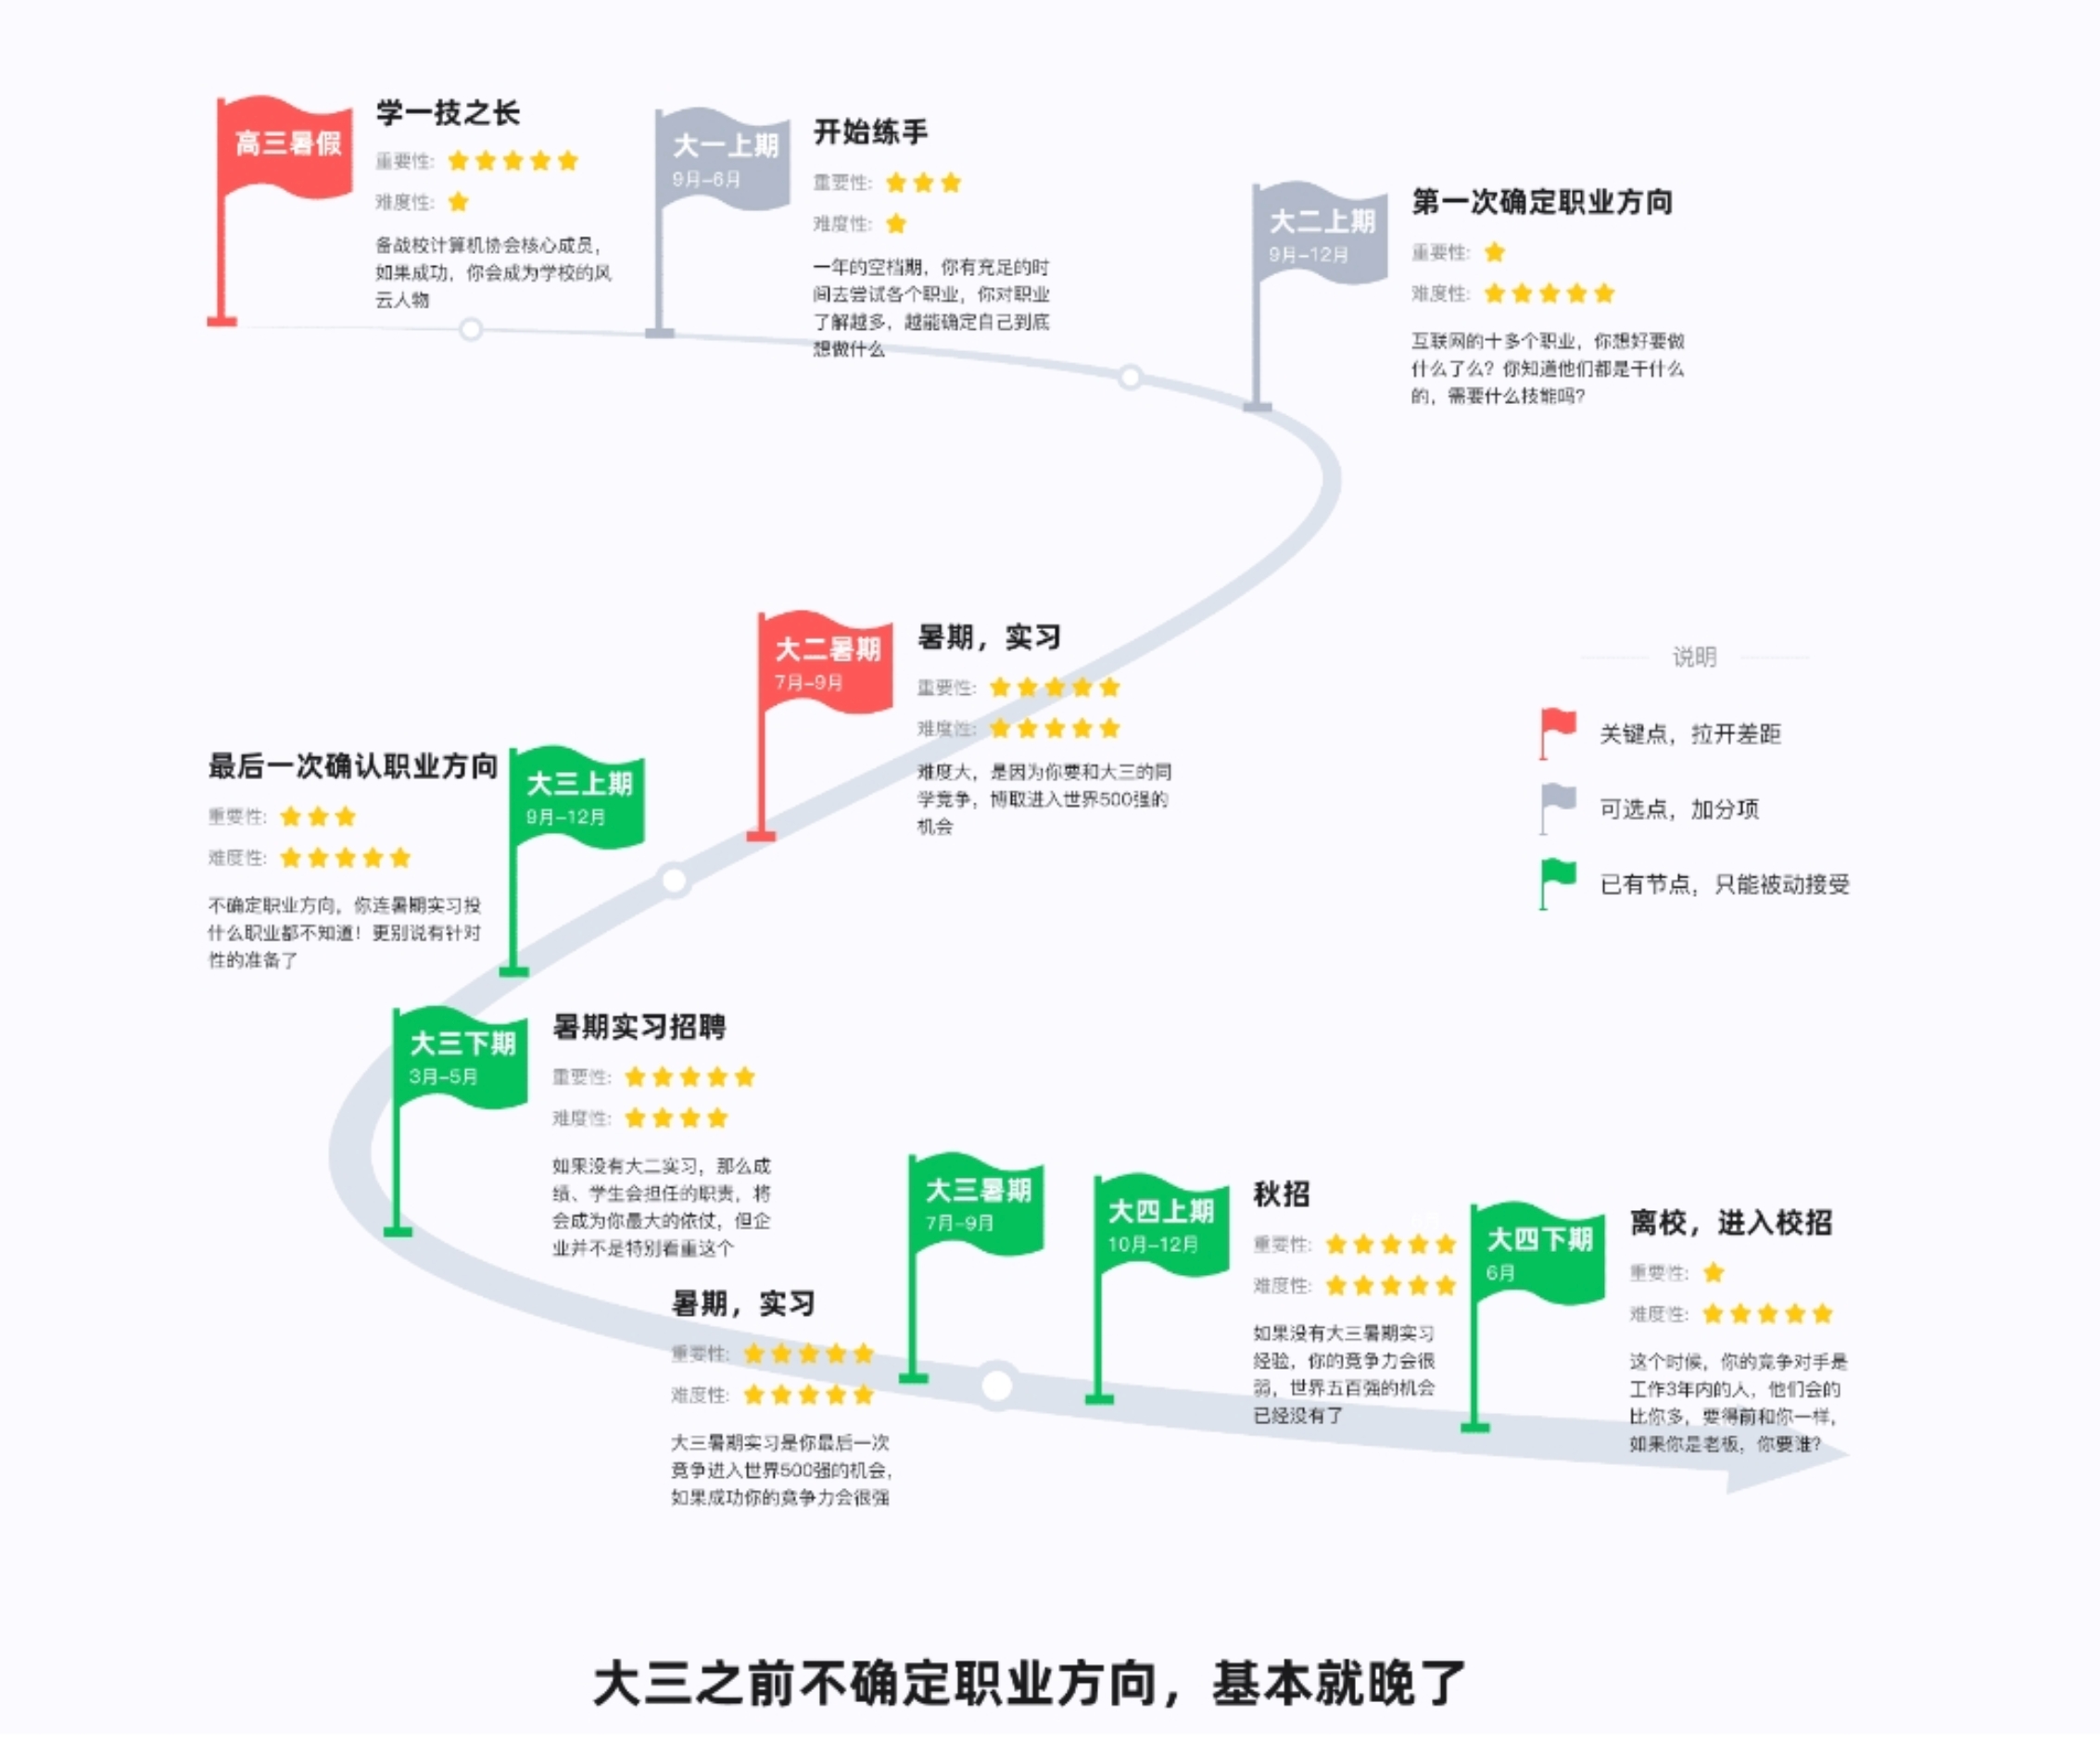 高三暑假
学一技之长
重要性:
难度性:
备战校计算机协会核心成员，
如果成功，你会成为学校的风
云人物
大一上期
9月-6月
开始练手
重要性:
难度性:
一年的空档期，你有充足的时
间去尝试各个职业，你对职业
了解越多，越能确定自己到底
想做什么
大二上期
9月-12月
第一次确定职业方向
重要性:
难度性:
互联网的十多个职业，你想好要做
什么了么？你知道他们都是干什么
的，需要什么技能吗？
大二暑期
7月-9月
暑期，实习
重要性:
难度性:
难度大，是因为你要和大三的同
学竞争，博取进入世界500强的
机会
说明
关键点，拉开差距
可选点，加分项
已有节点，只能被动接受
最后一次确认职业方向
重要性:
难度性:
不确定职业方向，你连暑期实习投
什么职业都不知道！更别说有针对
性的准备了
大三上期
9月-12月
大三下期
3月-5月
暑期实习招聘
重要性:
难度性:
如果没有大二实习，那么成
绩、学生会担任的职责，将
会成为你最大的依仗，但企
业并不是特别看重这个
暑期，实习
重要性:
难度性:
大三暑期实习是你最后一次
竞争进入世界500强的机会，
如果成功你的竞争力会很强
大三暑期
7月-9月
大四上期
10月-12月
秋招
重要性:
难度性:
如果没有大三暑期实习
经验，你的竞争力会很
弱，世界五百强的机会
已经没有了
大四下期
6月
离校，进入校招
重要性:
难度性:
这个时候，你的竞争对手是
工作3年内的人，他们会的
比你多，要得前和你一样，
如果你是老板，你要谁？
大三之前不确定职业方向，基本就晚了